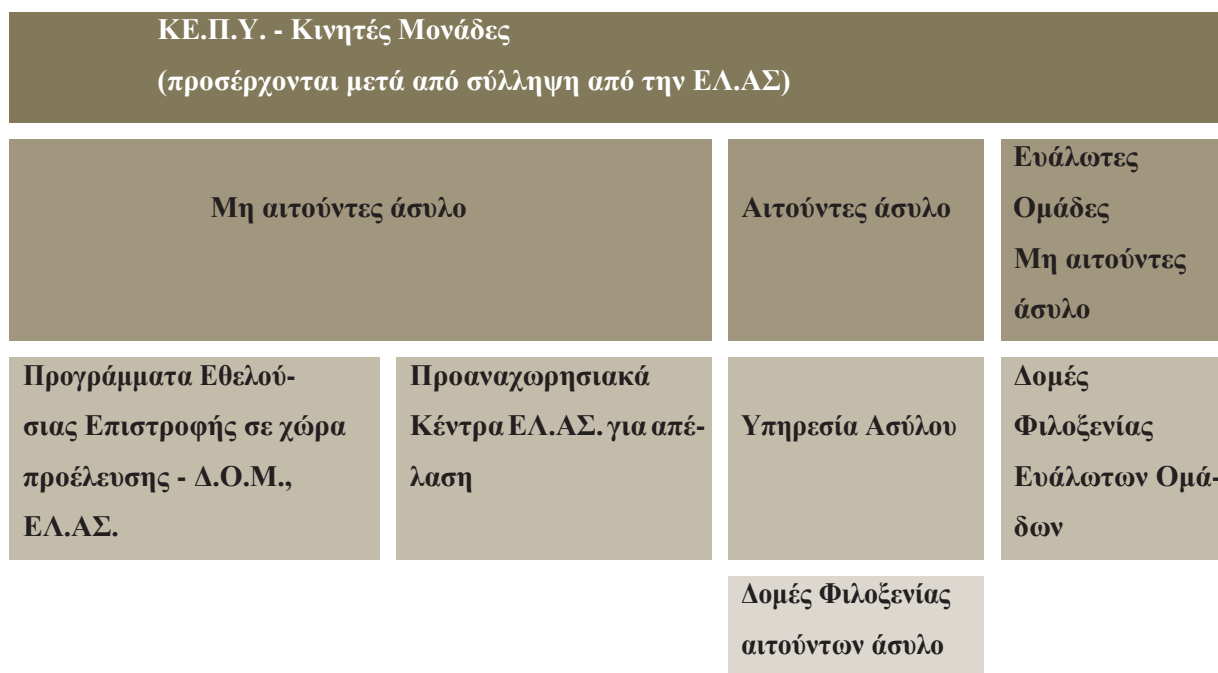 ΚΕ.Π.Υ. - Κινητές Μονάδες
(προσέρχονται μετά από σύλληψη από την ΕΛ.ΑΣ)
Μη αιτούντες άσυλο
Αιτούντες άσυλο
Ευάλωτες
Ομάδες
Μη αιτούντες
άσυλο
Προγράμματα Εθελού-
σιας Επιστροφής σε χώρα
προέλευσης - Δ.Ο.Μ.,
ΕΛ.ΑΣ.
Προαναχωρησιακά
Κέντρα ΕΛ.ΑΣ. για απέ-
λαση
Υπηρεσία Ασύλου
Δομές
Φιλοξενίας
Ευάλωτων Ομά-
δων
Δομές Φιλοξενίας
αιτούντων άσυλο